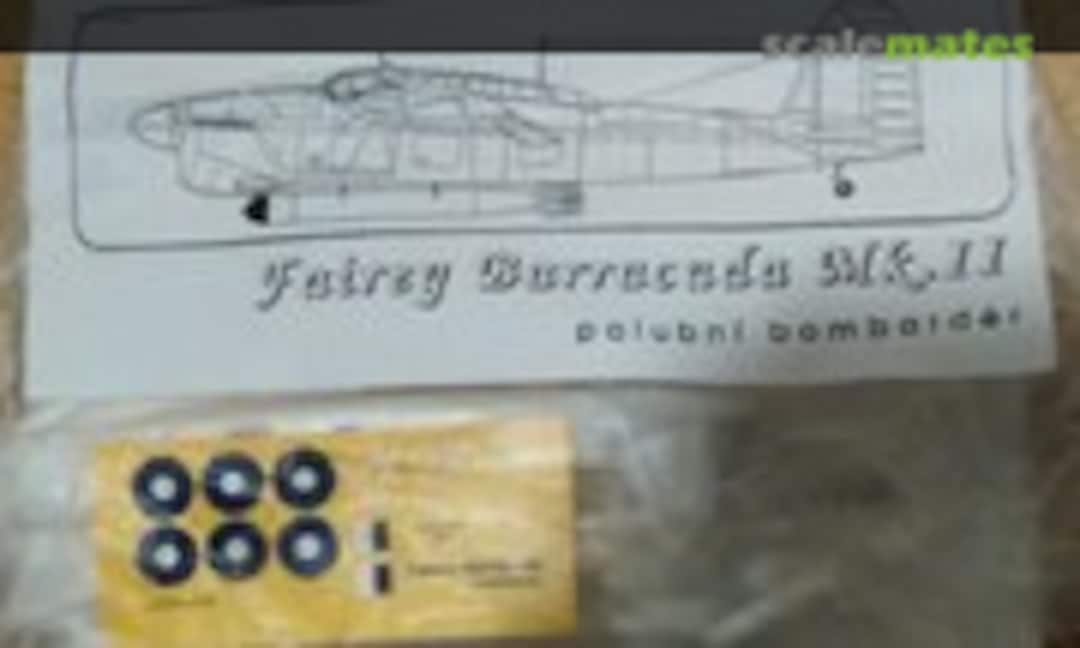 scalemates
Fairey Barracuda Mk.II
palubní bombardér